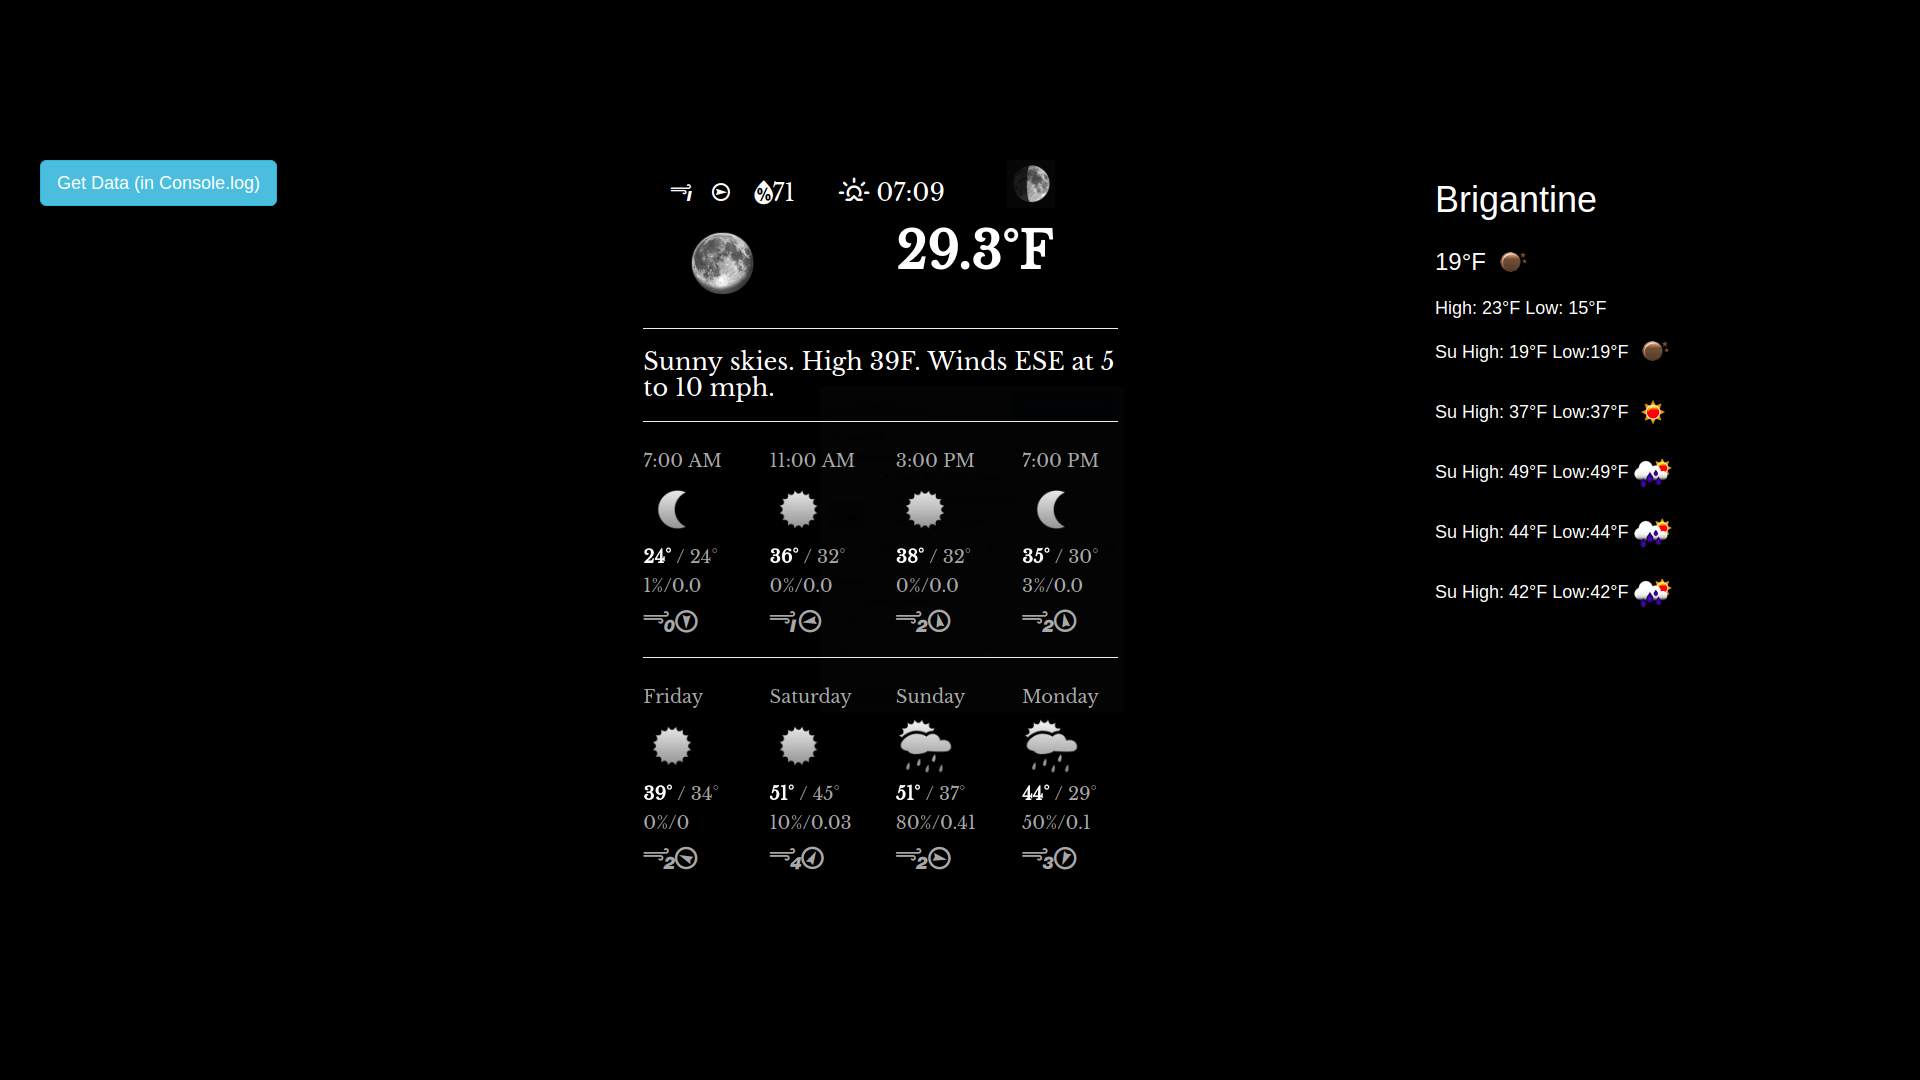 Get Data (in Console.log)
1 %71 07:09
29.3°F
Sunny skies. High 39F. Winds ESE at 5
to 10 mph.
7:00 AM 11:00 AM 3:00 PM 7:00 PM
24° / 24° 36° / 32° 38° / 32° 35° / 30°
1%/0.0 0%/0.0 0%/0.0 3%/0.0
0 1 2 2
Friday Saturday Sunday Monday
39° / 34° 51° / 45° 51° / 37° 44° / 29°
0%/0 10%/0.03 80%/0.41 50%/0.1
2 4 2 3
Brigantine
19°F
High: 23°F Low: 15°F
Su High: 19°F Low:19°F
Su High: 37°F Low:37°F
Su High: 49°F Low:49°F
Su High: 44°F Low:44°F
Su High: 42°F Low:42°F